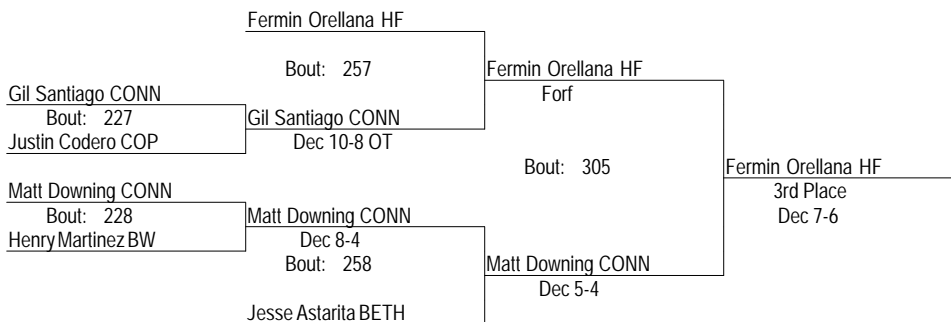 Fermin Orellana HF
Bout: 257
Fermin Orellana HF
Gil Santiago CONN
Forf
Bout: 227
Gil Santiago CONN
Justin Codero COP
Dec 10-8 OT
Bout: 305
Fermin Orellana HF
Matt Downing CONN
3rd Place
Bout: 228
Matt Downing CONN
Dec 7-6
Henry Martinez BW
Dec 8-4
Bout: 258
Matt Downing CONN
Dec 5-4
Jesse Astarita BETH